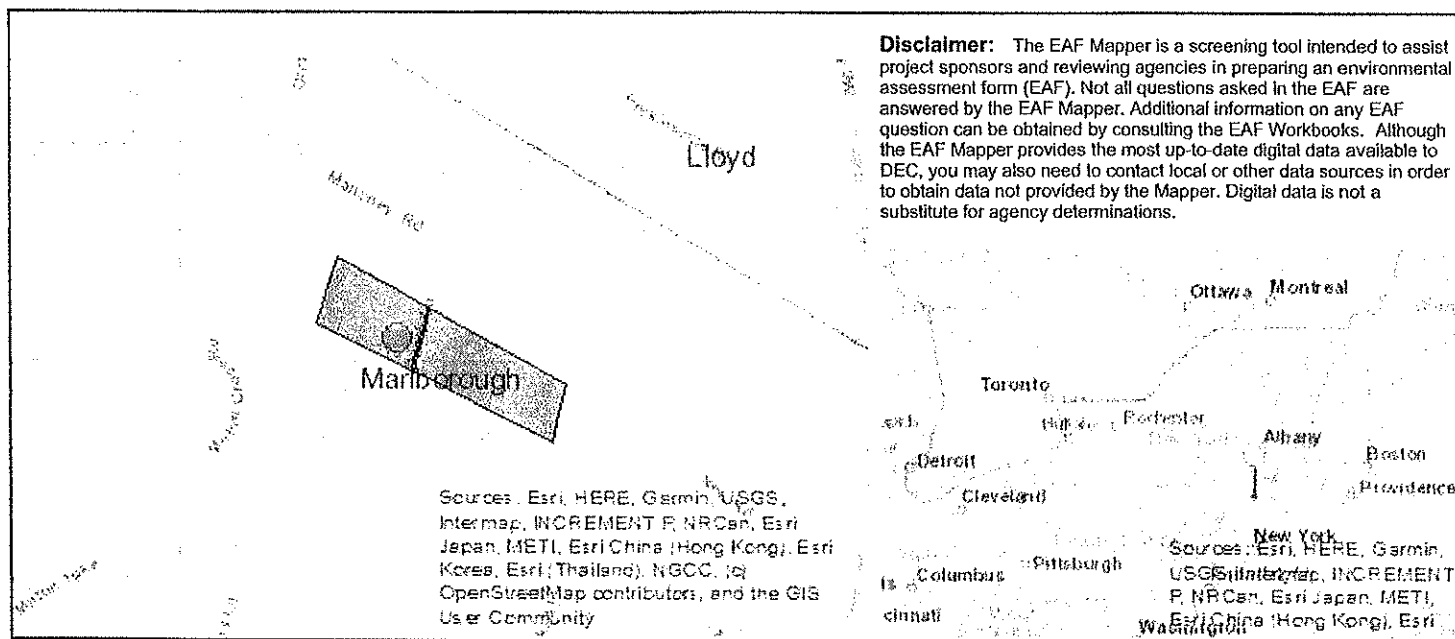 Disclaimer: The EAF Mapper is a screening tool intended to assist
project sponsors and reviewing agencies in preparing an environmental
assessment form (EAF). Not all questions asked in the EAF are
answered by the EAF Mapper. Additional information on any EAF
question can be obtained by consulting the EAF Workbooks. Although
the EAF Mapper provides the most up-to-date digital data available to
DEC, you may also need to contact local or other data sources in order
to obtain data not provided by the Mapper. Digital data is not a
substitute for agency determinations.
Lloyd
Rd
Marlborough
Sources: Esri, HERE, Garmin, USGS,
Intermap, INCREMENT P, NRCan, Esri
Japan, METI, Esri China (Hong Kong), Esri
Korea, Esri (Thailand), NGCC, (c)
OpenStreetMap contributors, and the GIS
User Community
Ottawa Montreal
Toronto
Rochester
Albany
Detroit
Boston
Cleveland
Providence
New York
Pittsburgh
Columbus
cinnati
Washington
Sources: Esri, HERE, Garmin,
USGS, Intermap, INCREMENT
P, NRCan, Esri Japan, METI,
Esri China (Hong Kong), Esri